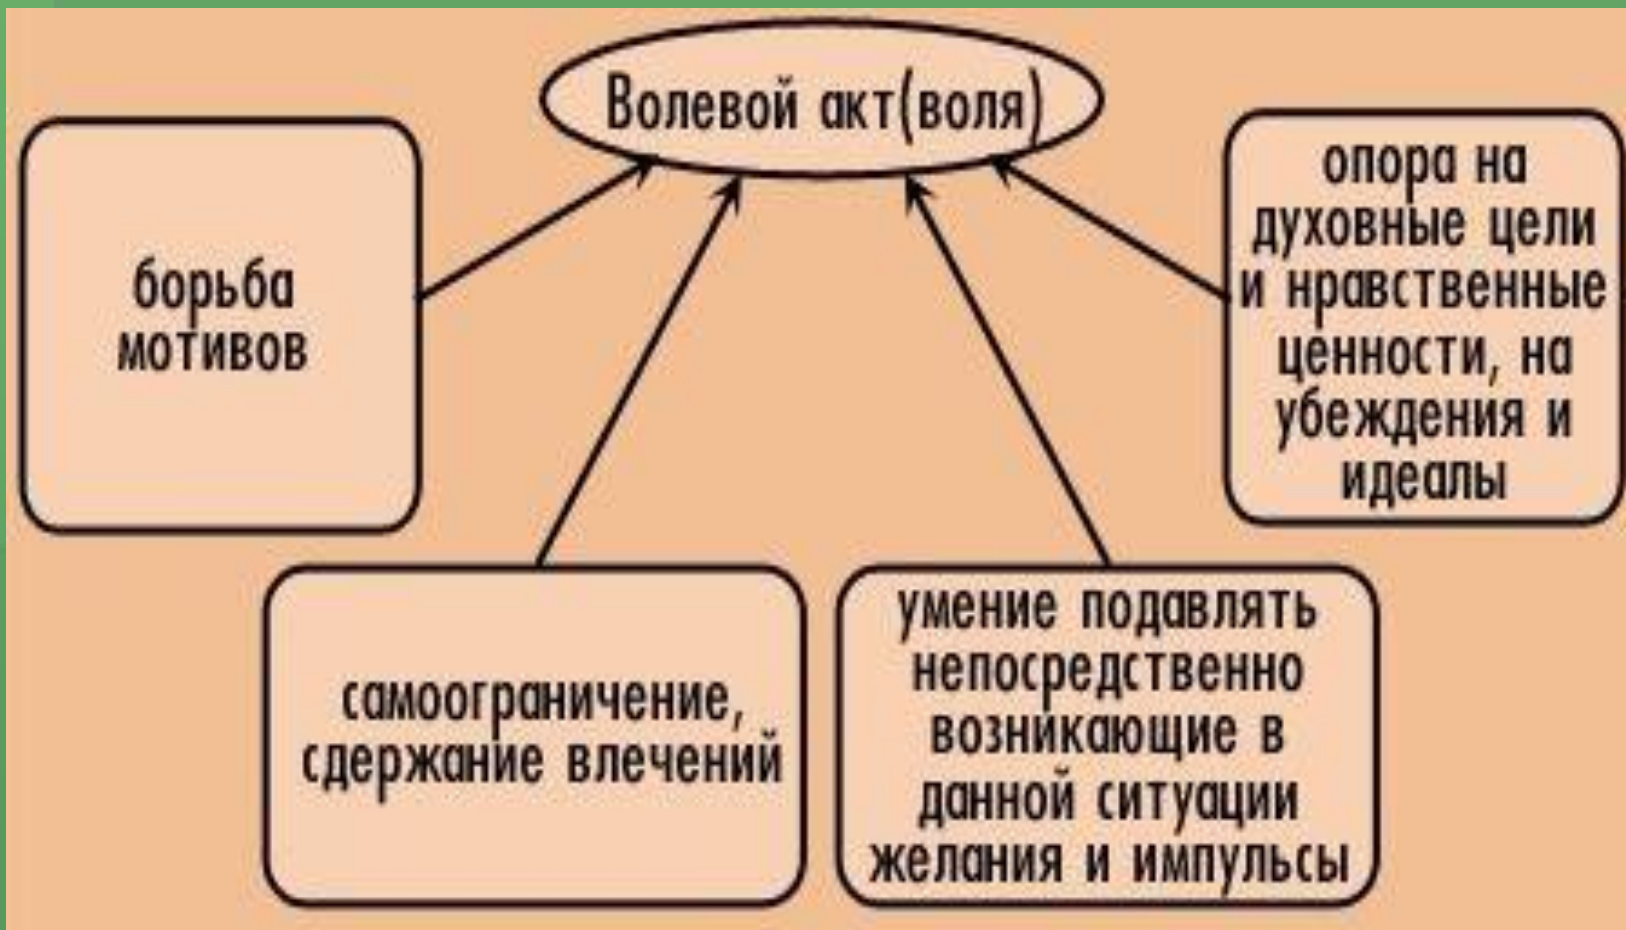 Волевой акт(воля)
борьба
мотивов
опора на
духовные цели
и нравственные
ценности, на
убеждения и
идеалы
самоограничение,
сдержание влечений
умение подавлять
непосредственно
возникающие в
данной ситуации
желания и импульсы